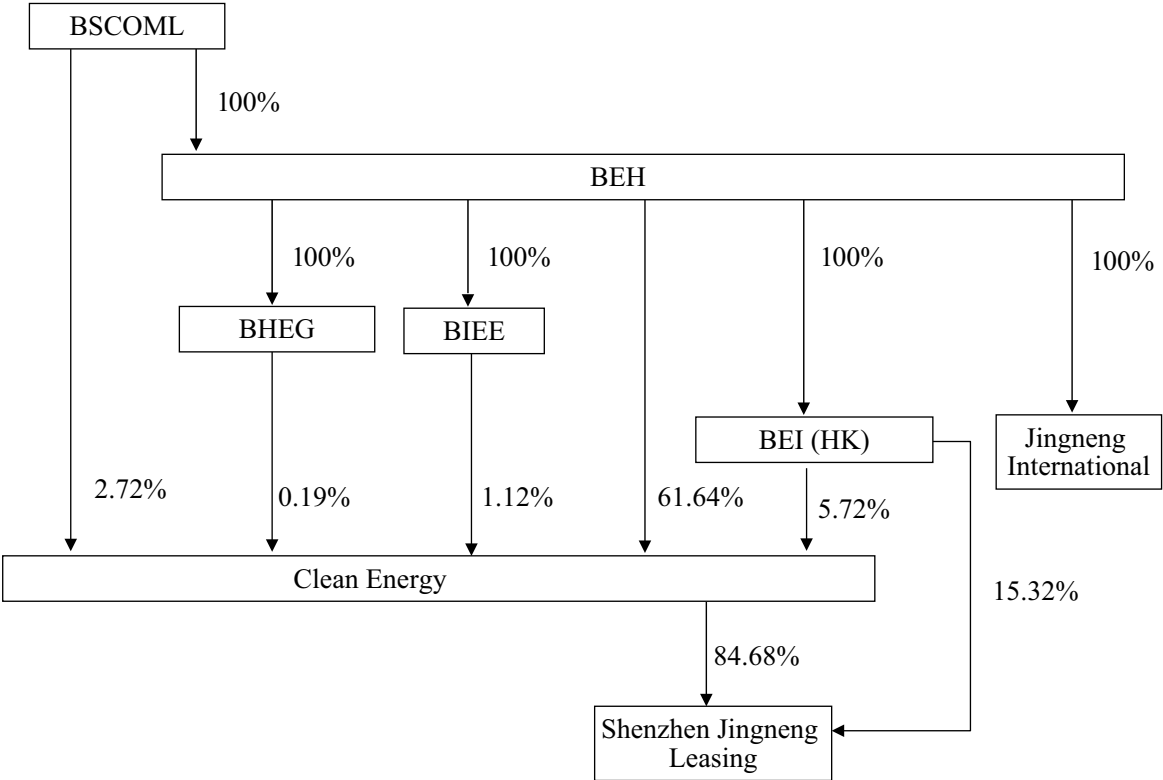 BSCOML
100%
BEH
100%
100%
100%
100%
BHEG
BIEE
BEI (HK)
Jingneng
International
2.72%
0.19%
1.12%
61.64%
5.72%
Clean Energy
15.32%
84.68%
Shenzhen Jingneng
Leasing